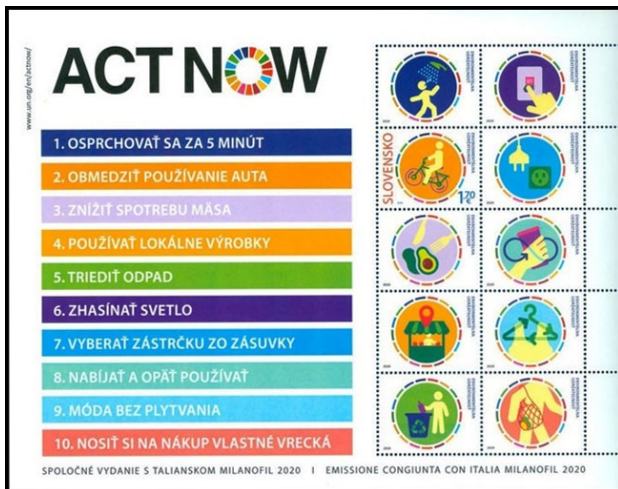 www.un.org/en/actnow/
ACT NOW
1. OSPRCHOVAŤ SA ZA 5 MINÚT
2. OBMEDZIŤ POUŽÍVANIE AUTA
3. ZNÍŽIŤ SPOTREBU MÄSA
4. POUŽÍVAŤ LOKÁLNE VÝROBKY
5. TRIEDIŤ ODPAD
6. ZHASÍNAŤ SVETLO
7. VYBERAŤ ZÁSTRČKU ZO ZÁSUVKY
8. NABÍJAŤ A OPÄŤ POUŽÍVAŤ
9. MÓDA BEZ PLYTVANIA
10. NOSIŤ SI NA NÁKUP VLASTNÉ VRECKÁ
SLOVENSKO
1,70 €
SPOLOČNÉ VYDANIE S TALIANSKOM MILANOFIL 2020 I EMISSIONE CONGIUNTA CON ITALIA MILANOFIL 2020